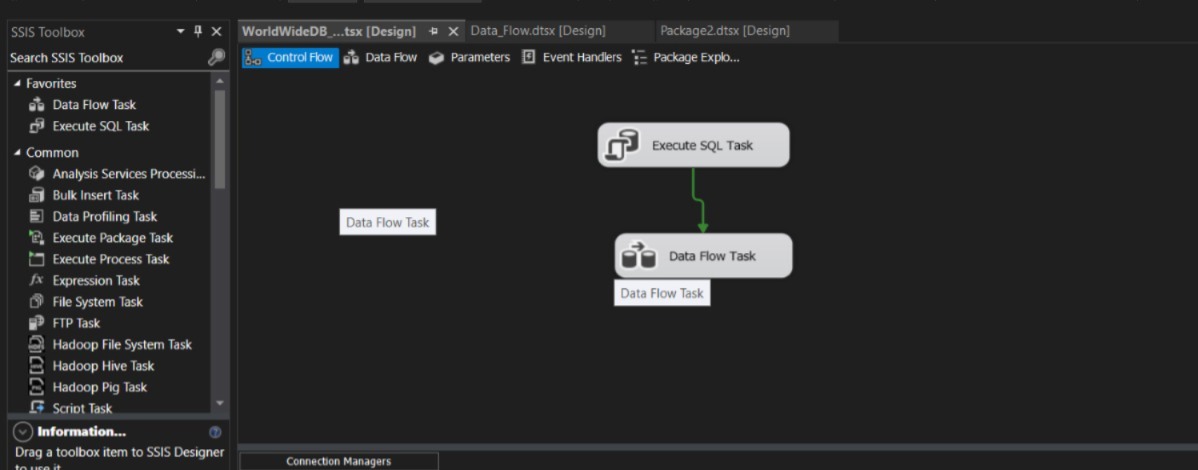 SSIS Toolbox
Search SSIS Toolbox
Favorites
Data Flow Task
Execute SQL Task
Common
Analysis Services Processi...
Bulk Insert Task
Data Profiling Task
Execute Package Task
Execute Process Task
Expression Task
File System Task
FTP Task
Hadoop File System Task
Hadoop Hive Task
Hadoop Pig Task
Script Task
Information...
Drag a toolbox item to SSIS Designer
to use it
WorldWideDB_...tsx [Design]
Data_Flow.dtsx [Design]
Package2.dtsx [Design]
Control Flow
Data Flow
Parameters
Event Handlers
Package Explo...
Execute SQL Task
Data Flow Task
Data Flow Task
Data Flow Task
Connection Managers